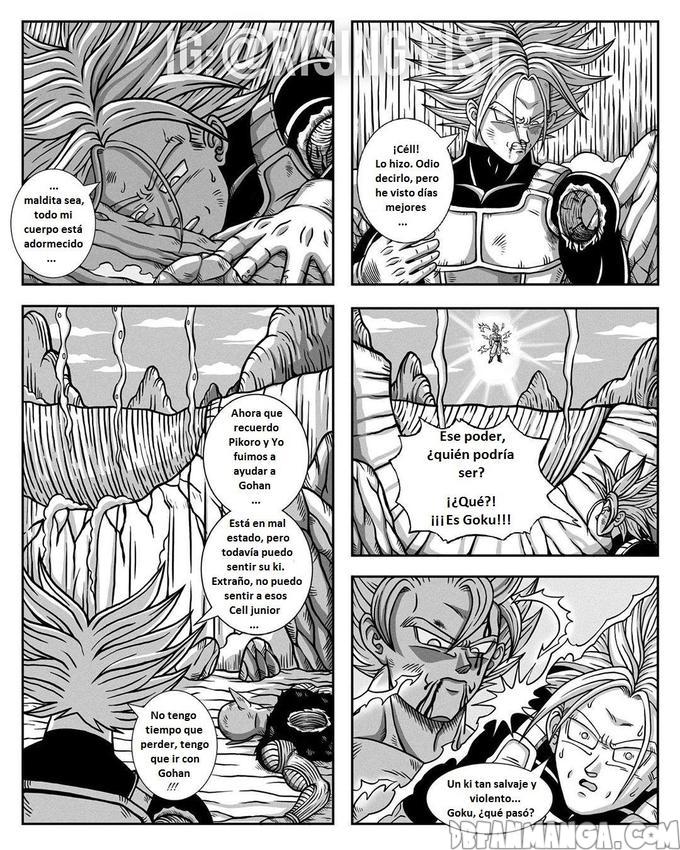 IG: @RISING FIST
...
maldita sea,
todo mi
cuerpo está
adormecido
¡Céll!
Lo hizo. Odio
decirlo, pero
he visto días
mejores
...
Ahora que
recuerdo
Pikoro y Yo
fuimos a
ayudar a
Gohan
...
Está en mal
estado, pero
todavía puedo
sentir su ki.
Extraño, no puedo
sentir a esos
Cell junior
...
No tengo
tiempo que
perder, tengo
que ir con
Gohan
!!!
Ese poder,
¿quién podría
ser?
¡¿Qué?!
¡¡¡Es Goku!!!
Un ki tan salvaje y
violento...
Goku, ¿qué pasó?
DBFANMANGA.COM